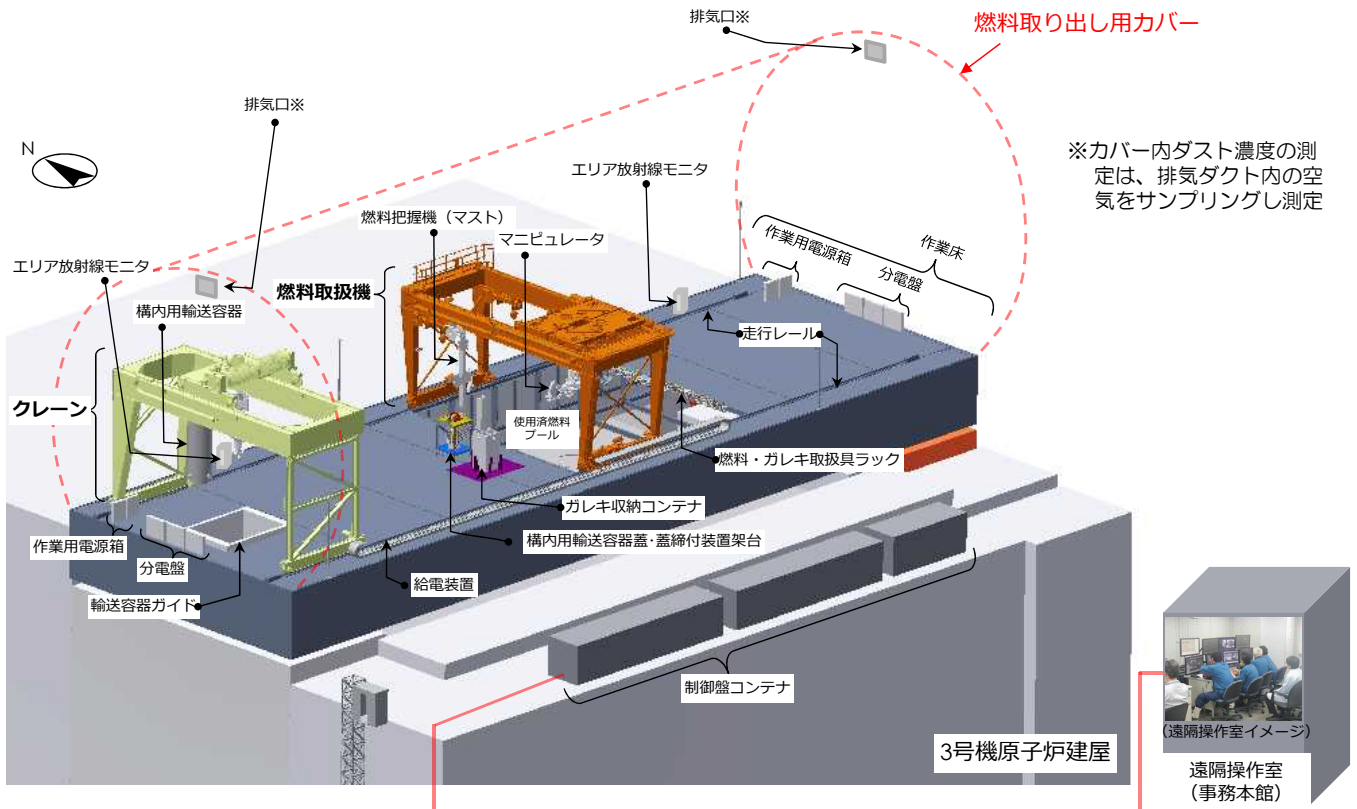 排気口※
燃料取り出し用カバー
排気口※
N
※カバー内ダスト濃度の測
定は、排気ダクト内の空
気をサンプリングし測定
エリア放射線モニタ
燃料把握機（マスト）
マニピュレータ
作業用電源箱
作業床
分電盤
エリア放射線モニタ
燃料取扱機
構内用輸送容器
走行レール
クレーン
使用済燃料
プール
燃料・ガレキ取扱具ラック
ガレキ収納コンテナ
作業用電源箱
構内用輸送容器蓋･蓋締付装置架台
分電盤
給電装置
輸送容器ガイド
制御盤コンテナ
3号機原子炉建屋
（遠隔操作室イメージ）
遠隔操作室
（事務本館）